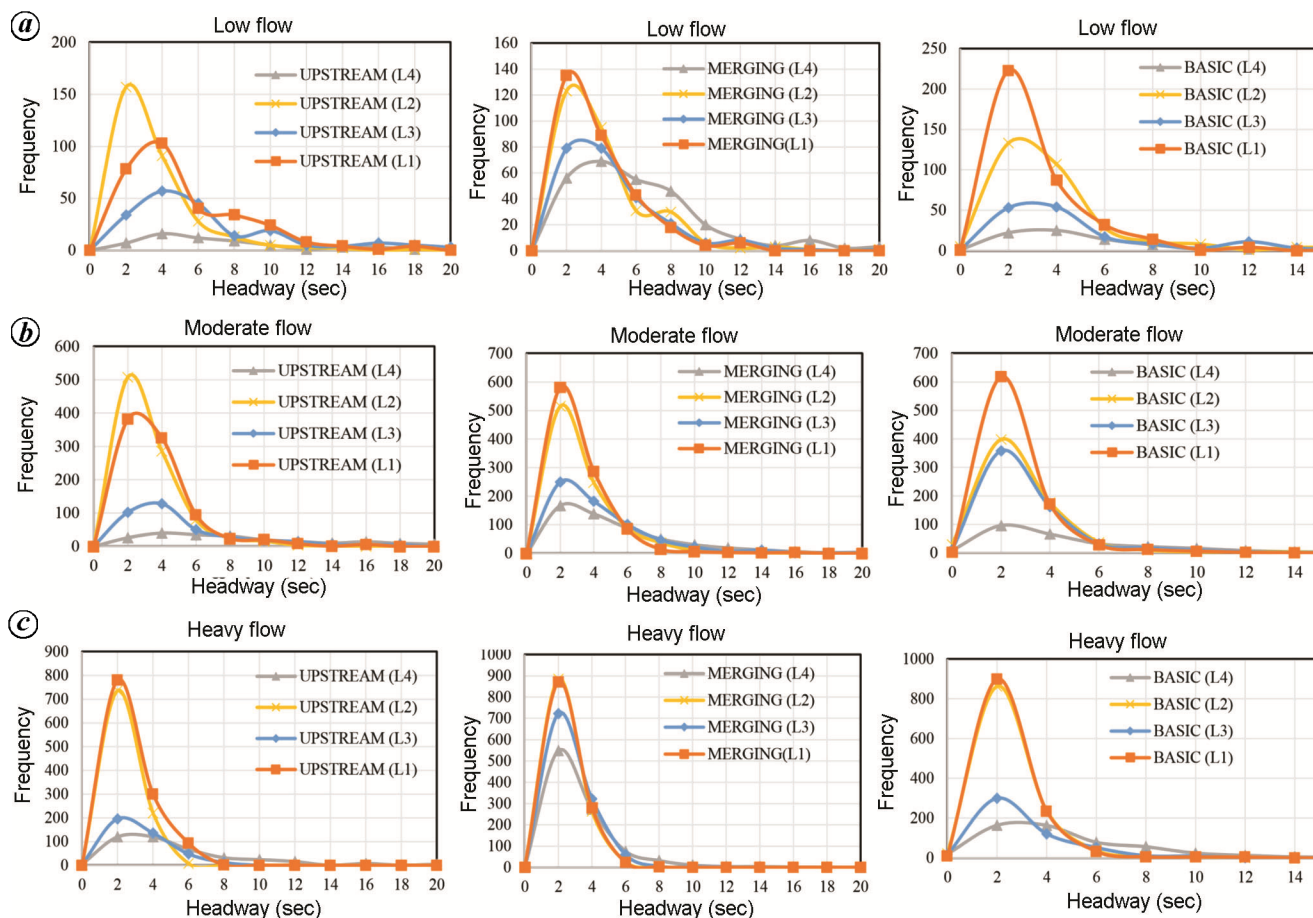 a
Low flow
Low flow
Low flow
200
150
100
50
0
Frequency
UPSTREAM (L4)
UPSTREAM (L2)
UPSTREAM (L3)
UPSTREAM (L1)
0 2 4 6 8 10 12 14 16 18 20
Headway (sec)
160
140
120
100
80
60
40
20
0
Frequency
MERGING (L4)
MERGING (L2)
MERGING (L3)
MERGING(L1)
0 2 4 6 8 10 12 14 16 18 20
Headway (sec)
250
200
150
100
50
0
Frequency
BASIC (L4)
BASIC (L2)
BASIC (L3)
BASIC (L1)
0 2 4 6 8 10 12 14
Headway (sec)
b
Moderate flow
Moderate flow
Moderate flow
600
500
400
300
200
100
0
Frequency
UPSTREAM (L4)
UPSTREAM (L2)
UPSTREAM (L3)
UPSTREAM (L1)
0 2 4 6 8 10 12 14 16 18 20
Headway (sec)
700
600
500
400
300
200
100
0
Frequency
MERGING (L4)
MERGING (L2)
MERGING (L3)
MERGING (L1)
0 2 4 6 8 10 12 14 16 18 20
Headway (sec)
700
600
500
400
300
200
100
0
Frequency
BASIC (L4)
BASIC (L2)
BASIC (L3)
BASIC (L1)
0 2 4 6 8 10 12 14
Headway (sec)
c
Heavy flow
Heavy flow
Heavy flow
900
800
700
600
500
400
300
200
100
0
Frequency
UPSTREAM (L4)
UPSTREAM (L2)
UPSTREAM (L3)
UPSTREAM (L1)
0 2 4 6 8 10 12 14 16 18 20
Headway (sec)
1000
900
800
700
600
500
400
300
200
100
0
Frequency
MERGING (L4)
MERGING (L2)
MERGING (L3)
MERGING(L1)
0 2 4 6 8 10 12 14 16 18 20
Headway (sec)
1000
800
600
400
200
0
Frequency
BASIC (L4)
BASIC (L2)
BASIC (L3)
BASIC (L1)
0 2 4 6 8 10 12 14
Headway (sec)